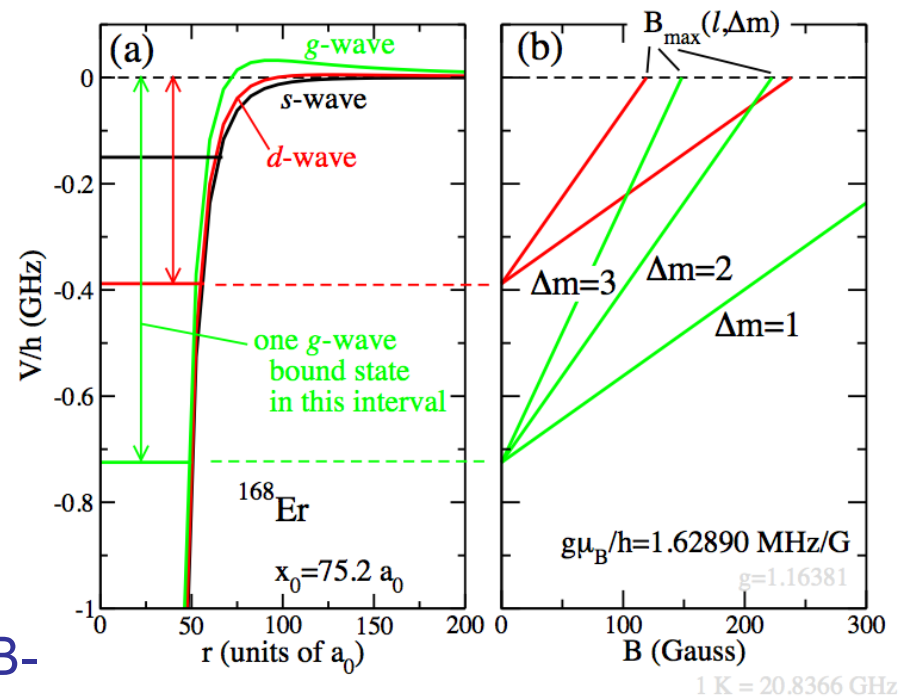 (a)
g-wave
s-wave
d-wave
one g-wave
bound state
in this interval
168Er
x0=75.2 a0
V/h (GHz)
0
-0.2
-0.4
-0.6
-0.8
-1
0 50 100 150 200
r (units of a0)
(b)
Bmax(l,Δm)
Δm=3
Δm=2
Δm=1
gμB/h=1.62890 MHz/G
g=1.16381
0 100 200 300
B (Gauss)
3-
1 K = 20.8366 GHz